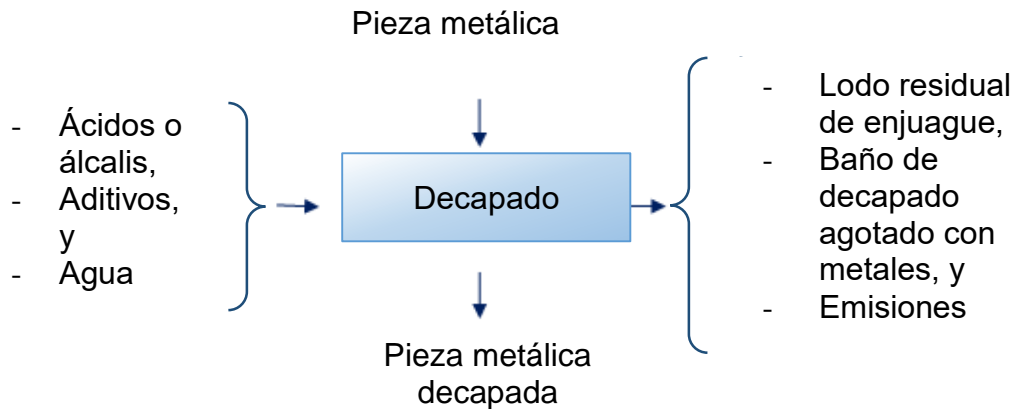 Pieza metálica
- Ácidos o
álcalis,
- Aditivos,
y
- Agua
Decapado
- Lodo residual
de enjuague,
- Baño de
decapado
agotado con
metales, y
- Emisiones
Pieza metálica
decapada